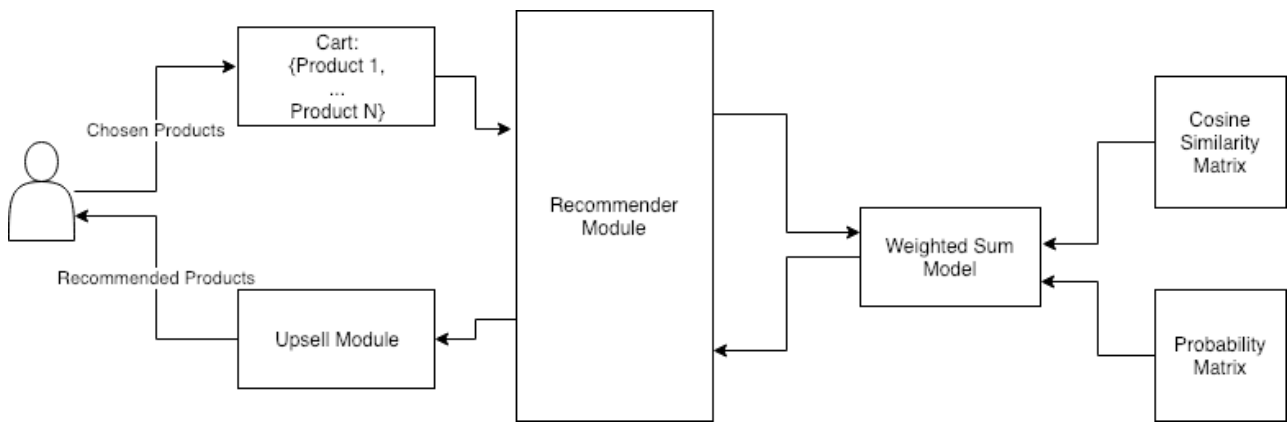 Cart:
{Product 1,
...
Product N}
Chosen Products
Recommended Products
Upsell Module
Recommender
Module
Weighted Sum
Model
Cosine
Similarity
Matrix
Probability
Matrix